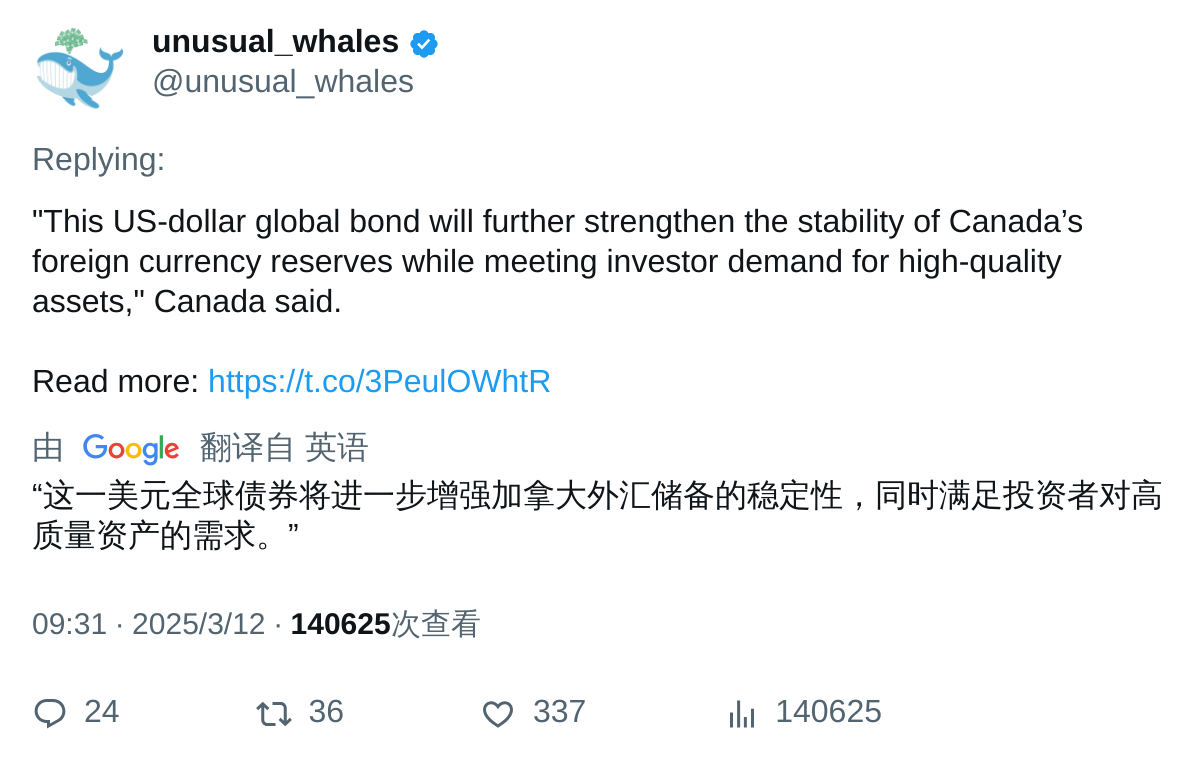 unusual_whales
@unusual_whales
Replying:
"This US-dollar global bond will further strengthen the stability of Canada’s
foreign currency reserves while meeting investor demand for high-quality
assets," Canada said.
Read more: https://t.co/3PeulOWhtR
由 Google 翻译自 英语
“这一美元全球债券将进一步增强加拿大外汇储备的稳定性，同时满足投资者对高
质量资产的需求。”
09:31 · 2025/3/12 · 140625次查看
24 36 337 140625